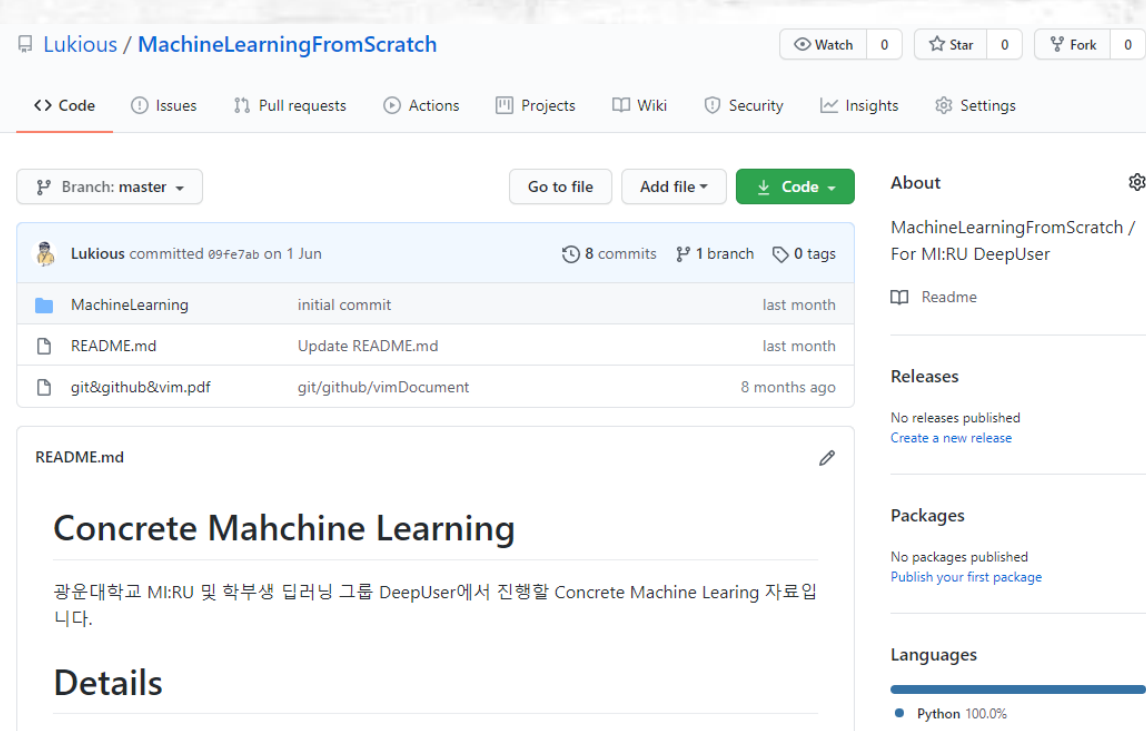 Lukious / MachineLearningFromScratch
Watch 0 Star 0 Fork 0
Code Issues Pull requests Actions Projects Wiki Security Insights Settings
Branch: master Go to file Add file Code
Lukious committed 09fe7ab on 1 Jun 8 commits 1 branch 0 tags
MachineLearning initial commit last month
README.md Update README.md last month
git&github&vim.pdf git/github/vimDocument 8 months ago
README.md
Concrete Mahchine Learning
광운대학교 MI:RU 및 학부생 딥러닝 그룹 DeepUser에서 진행할 Concrete Machine Learing 자료입
니다.
Details
About
MachineLearningFromScratch /
For MI:RU DeepUser
Readme
Releases
No releases published
Create a new release
Packages
No packages published
Publish your first package
Languages
Python 100.0%